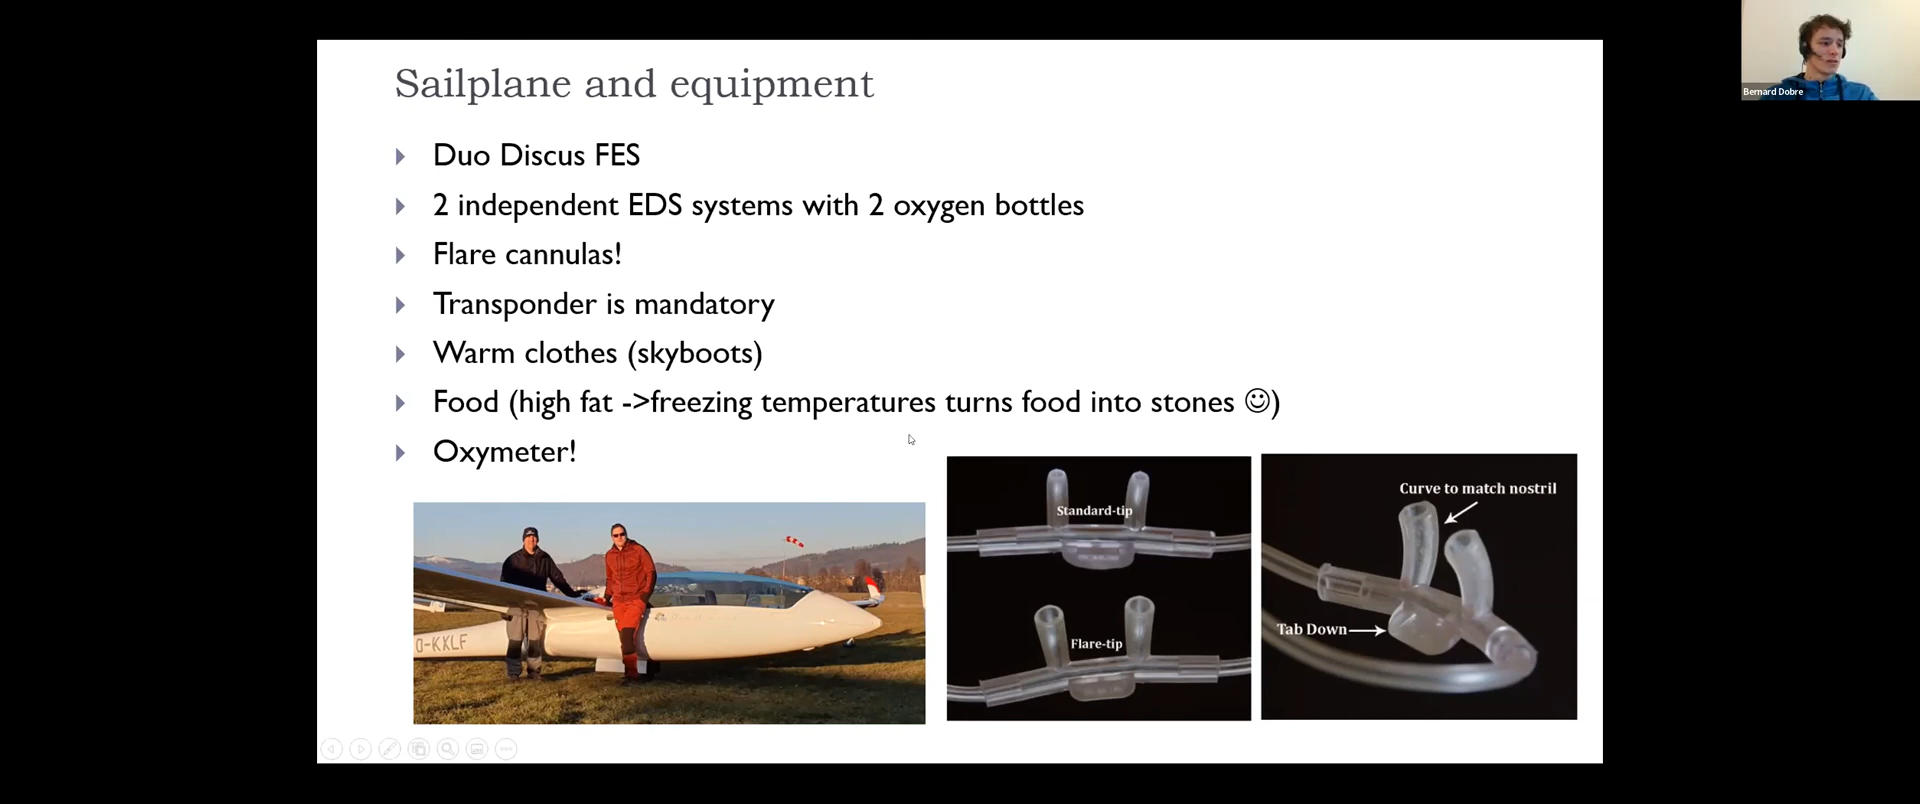 Bernard Dobre
Sailplane and equipment
Duo Discus FES
2 independent EDS systems with 2 oxygen bottles
Flare cannulas!
Transponder is mandatory
Warm clothes (skyboots)
Food (high fat ->freezing temperatures turns food into stones ☺)
Oxymeter!
D-KXLF
Standard-tip
Flare-tip
Curve to match nostril
Tab Down